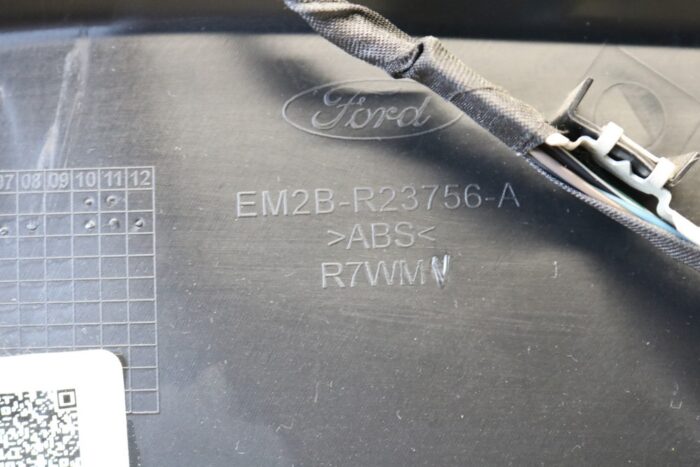 Ford
07 08 09 10 11 12
EM2B-R23756-A
>ABS<
R7WM